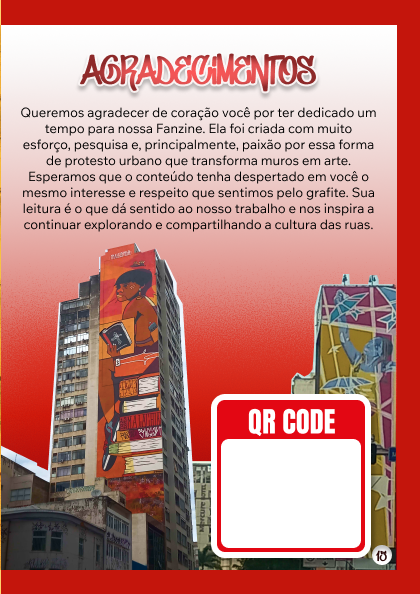 AGRADECIMENTOS
Queremos agradecer de coração você por ter dedicado um
tempo para nossa Fanzine. Ela foi criada com muito
esforço, pesquisa e, principalmente, paixão por essa forma
de protesto urbano que transforma muros em arte.
Esperamos que o conteúdo tenha despertado em você o
mesmo interesse e respeito que sentimos pelo grafite. Sua
leitura é o que dá sentido ao nosso trabalho e nos inspira a
continuar explorando e compartilhando a cultura das ruas.
QR CODE